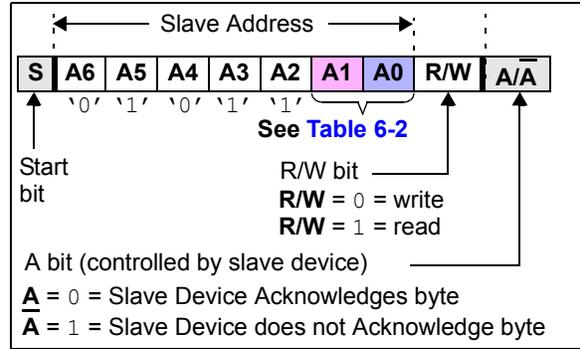 Slave Address
S A6 A5 A4 A3 A2 A1 A0 R/W A/A̅
‘0’ ‘1’ ‘0’ ‘1’ ‘1’
See Table 6-2
Start
bit
R/W bit
R/W = 0 = write
R/W = 1 = read
A bit (controlled by slave device)
A = 0 = Slave Device Acknowledges byte
A̅ = 1 = Slave Device does not Acknowledge byte